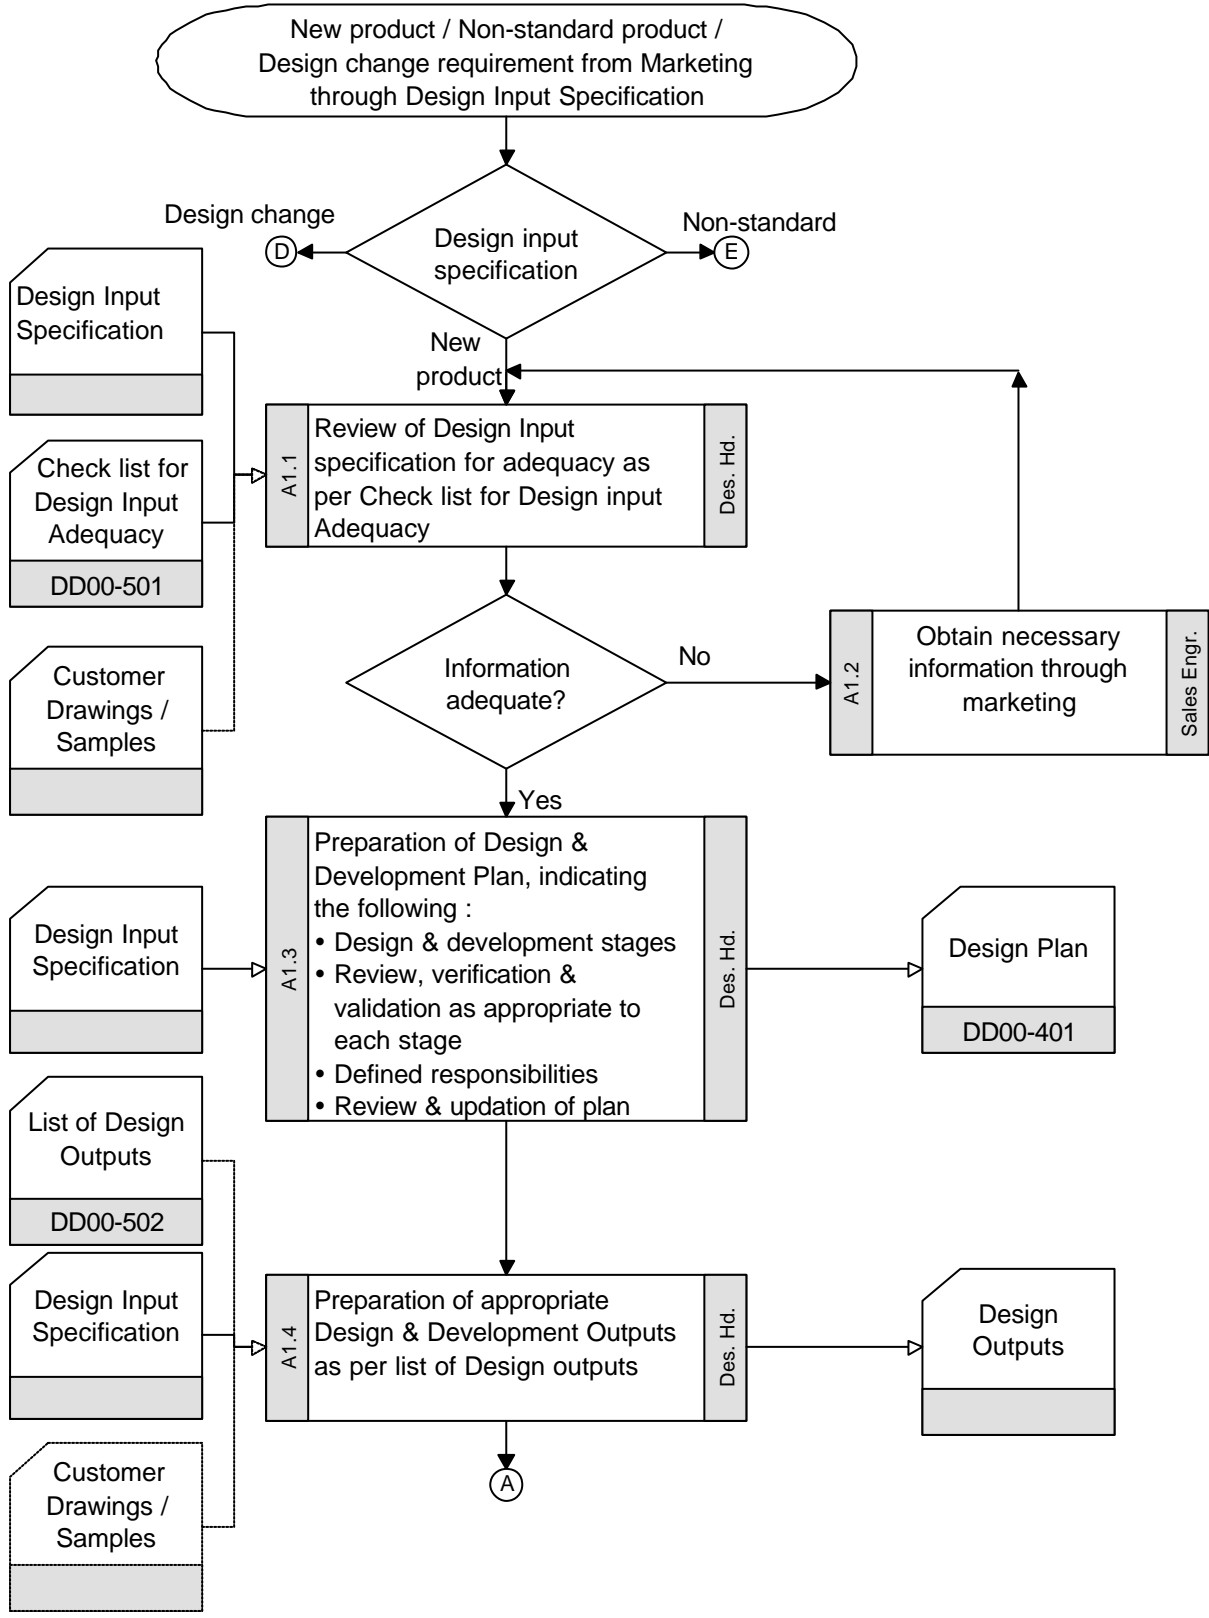 New product / Non-standard product /
Design change requirement from Marketing
through Design Input Specification
Design change
D
Design input
specification
Non-standard
E
Design Input
Specification
New
product
Check list for
Design Input
Adequacy
DD00-501
A1.1
Review of Design Input
specification for adequacy as
per Check list for Design input
Adequacy
Des. Hd.
Customer
Drawings /
Samples
Information
adequate?
No
A1.2
Obtain necessary
information through
marketing
Sales Engr.
Yes
Design Input
Specification
A1.3
Preparation of Design &
Development Plan, indicating
the following :
• Design & development stages
• Review, verification &
validation as appropriate to
each stage
• Defined responsibilities
• Review & updation of plan
Des. Hd.
Design Plan
DD00-401
List of Design
Outputs
DD00-502
Design Input
Specification
A1.4
Preparation of appropriate
Design & Development Outputs
as per list of Design outputs
Des. Hd.
Design
Outputs
Customer
Drawings /
Samples
A